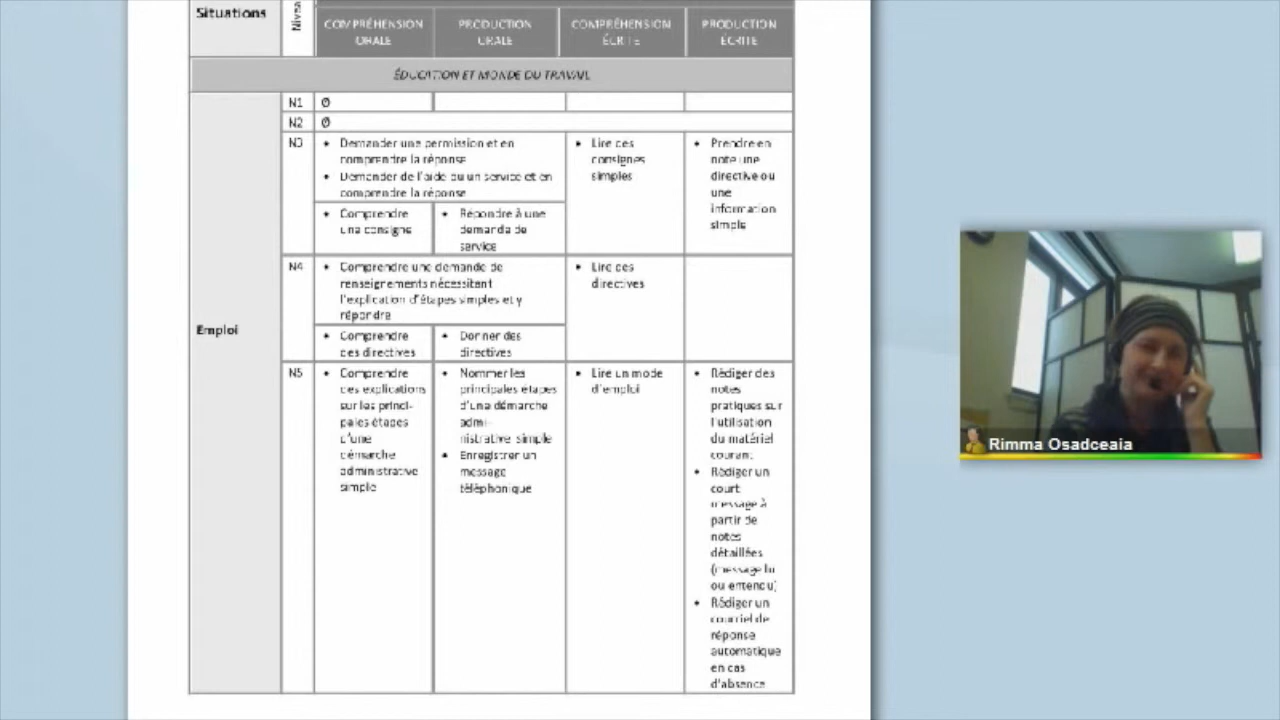 Situations
Nivea
COMPRÉHENSION
ORALE
PRODUCTION
ORALE
COMPRÉHENSION
ÉCRITE
PRODUCTION
ÉCRITE
ÉDUCATION ET MONDE DU TRAVAIL
Emploi
N1
Ø
N2
Ø
N3
• Demander une permission et en
comprendre la réponse
• Demander de l'aide ou un service et en
comprendre la réponse
• Comprendre
une consigne
• Répondre à une
demande de
service
• Lire des
consignes
simples
• Prendre en
note une
directive ou
une
information
simple
N4
• Comprendre une demande de
renseignements nécessitant
l'explication d'étapes simples et y
répondre
• Comprendre
des directives
• Donner des
directives
• Lire des
directives
N5
• Comprendre
des explications
sur les princi-
pales étapes
d'une
démarche
administrative
simple
• Nommer les
principales étapes
d'une démarche
admi-
nistrative simple
• Enregistrer un
message
téléphonique
• Lire un mode
d'emploi
• Rédiger des
notes
pratiques sur
l'utilisation
du matériel
courant
• Rédiger un
court
message à
partir de
notes
détaillées
(message lu
ou entendu)
• Rédiger un
courriel de
réponse
automatique
en cas
d'absence
Rimma Osadceaia